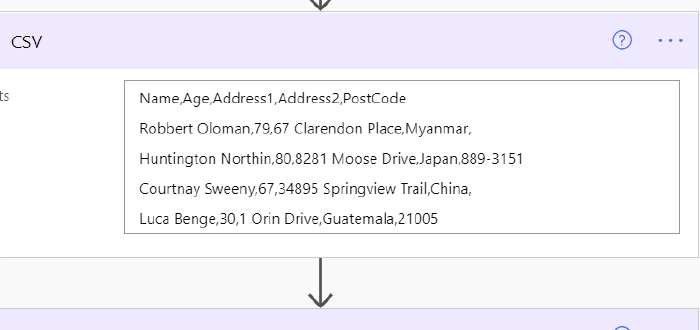 CSV
ts
Name,Age,Address1,Address2,PostCode
Robbert Oloman,79,67 Clarendon Place,Myanmar,
Huntington Northin,80,8281 Moose Drive,Japan,889-3151
Courtnay Sweeny,67,34895 Springview Trail,China,
Luca Benge,30,1 Orin Drive,Guatemala,21005